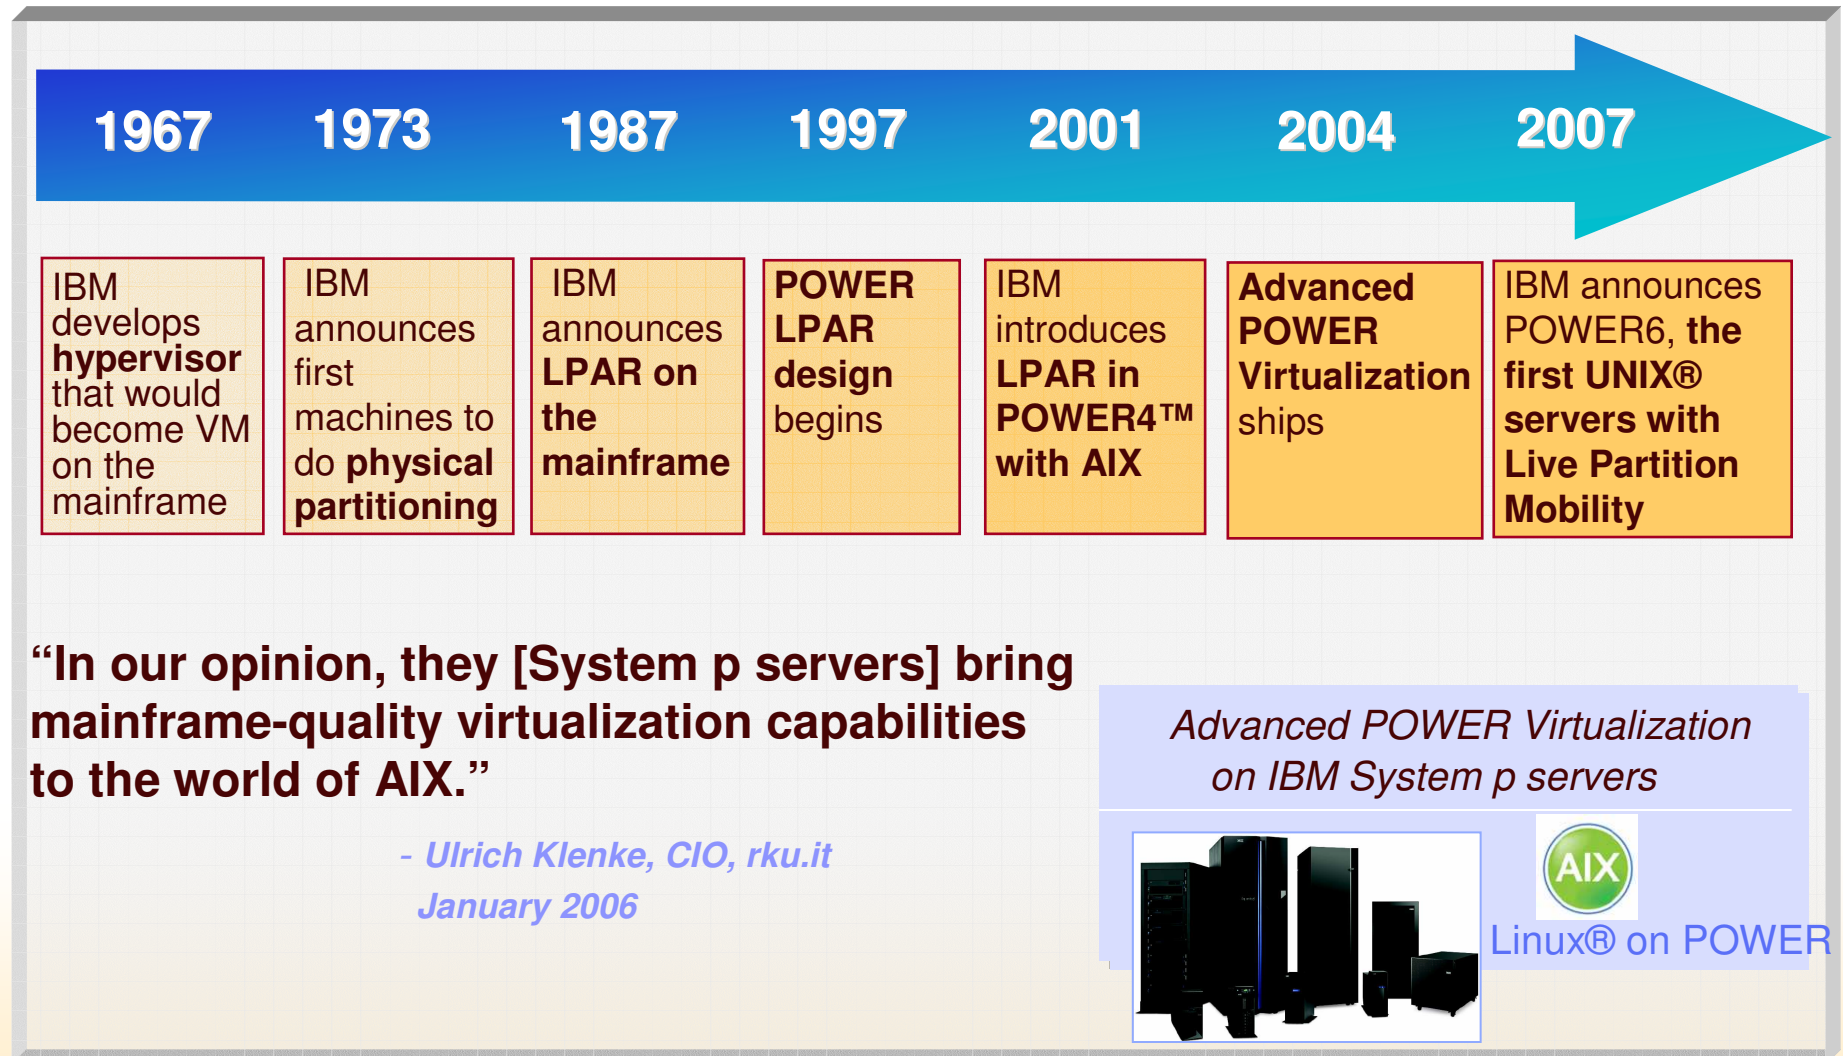 1967 1973 1987 1997 2001 2004 2007
IBM
develops
hypervisor
that would
become VM
on the
mainframe
IBM
announces
first
machines to
do physical
partitioning
IBM
announces
LPAR on
the
mainframe
POWER
LPAR
design
begins
IBM
introduces
LPAR in
POWER4™
with AIX
Advanced
POWER
Virtualization
ships
IBM announces
POWER6, the
first UNIX®
servers with
Live Partition
Mobility
“In our opinion, they [System p servers] bring
mainframe-quality virtualization capabilities
to the world of AIX.”
- Ulrich Klenke, CIO, rku.it
January 2006
Advanced POWER Virtualization
on IBM System p servers
AIX
Linux® on POWER